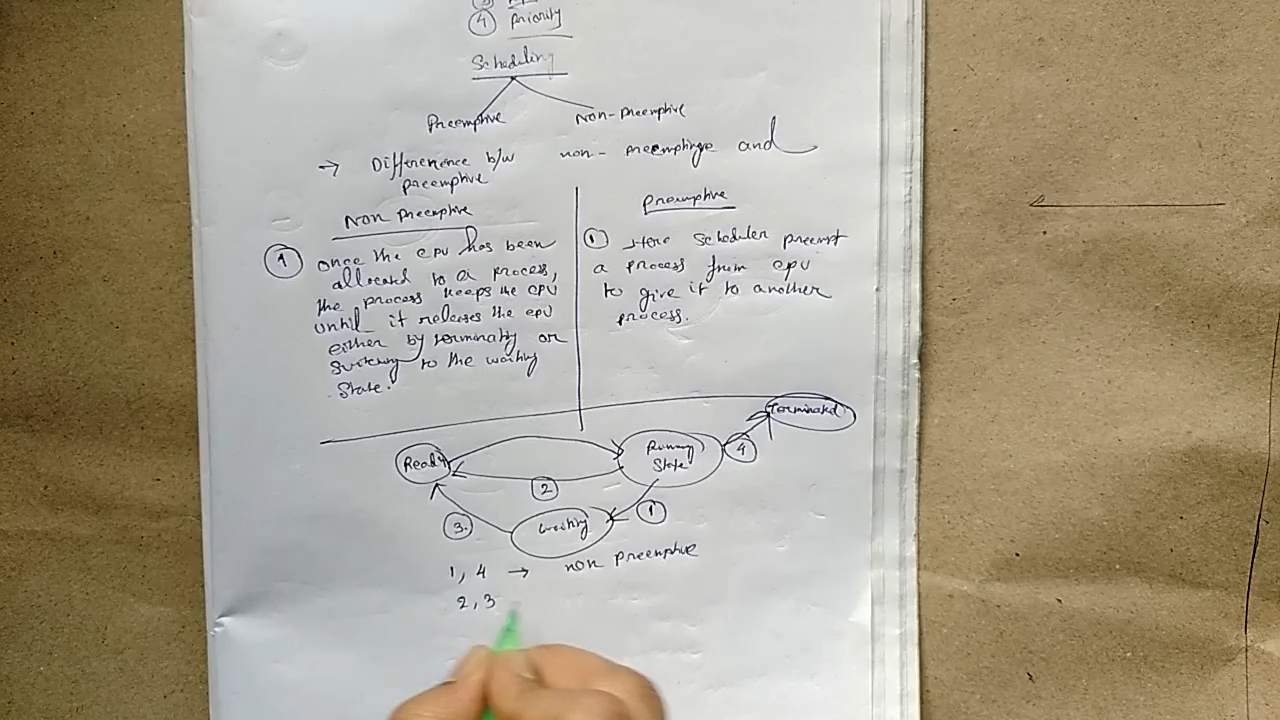 ④ Priority
Scheduling
Preemptive Non-Preemptive
→ Differenence b/w non-preemptive and
preemptive
Non Preemptive
① once the CPU has been
allocated to a process,
the process keeps the CPU
until it releases the CPU
either by terminatig or
switching to the waiting
state.
Preemptive
① Here scheduler preempt
a process from CPU
to give it to another
process.
Terminated
Ready
Running
State
④
②
③
Waiting
①
1, 4 → non preemptive
2, 3